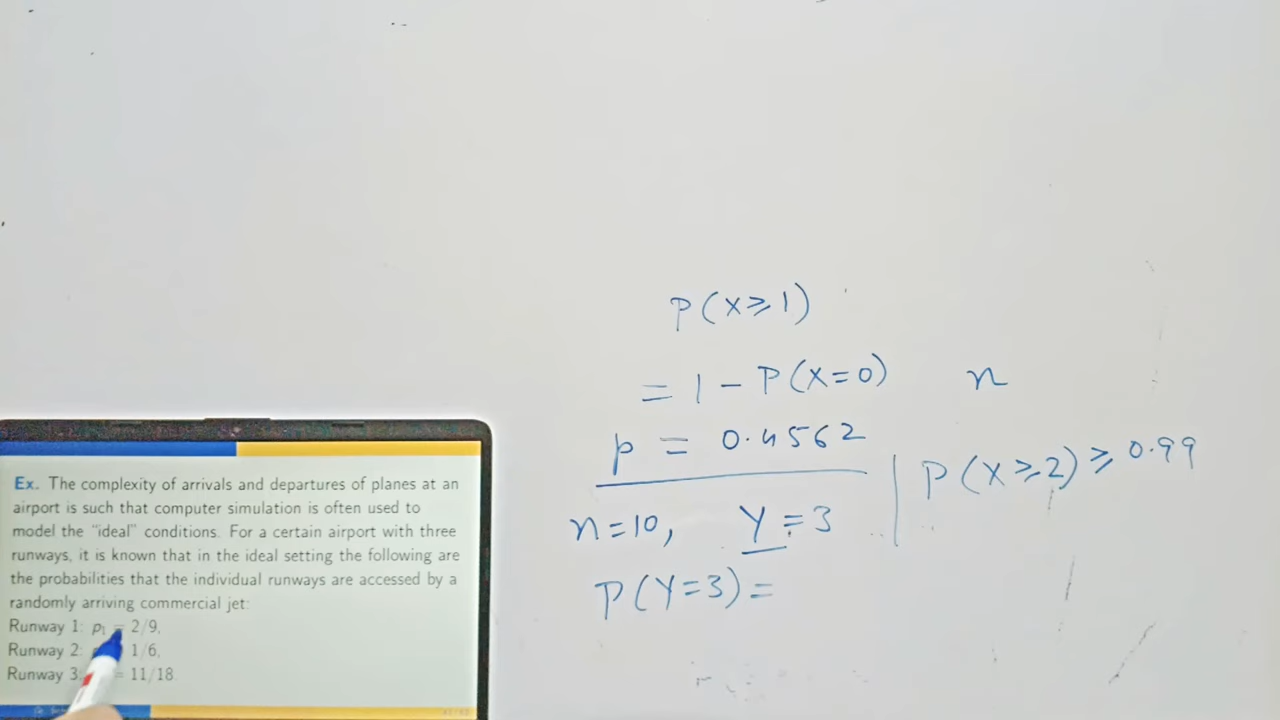 P(X≥1)
= 1 - P(X=0)
n
p = 0.4562
P(X≥2) ≥ 0.99
n=10, Y=3
P(Y=3)=
Ex. The complexity of arrivals and departures of planes at an
airport is such that computer simulation is often used to
model the "ideal" conditions. For a certain airport with three
runways, it is known that in the ideal setting the following are
the probabilities that the individual runways are accessed by a
randomly arriving commercial jet:
Runway 1: p₁ = 2/9,
Runway 2: 1/6,
Runway 3: = 11/18